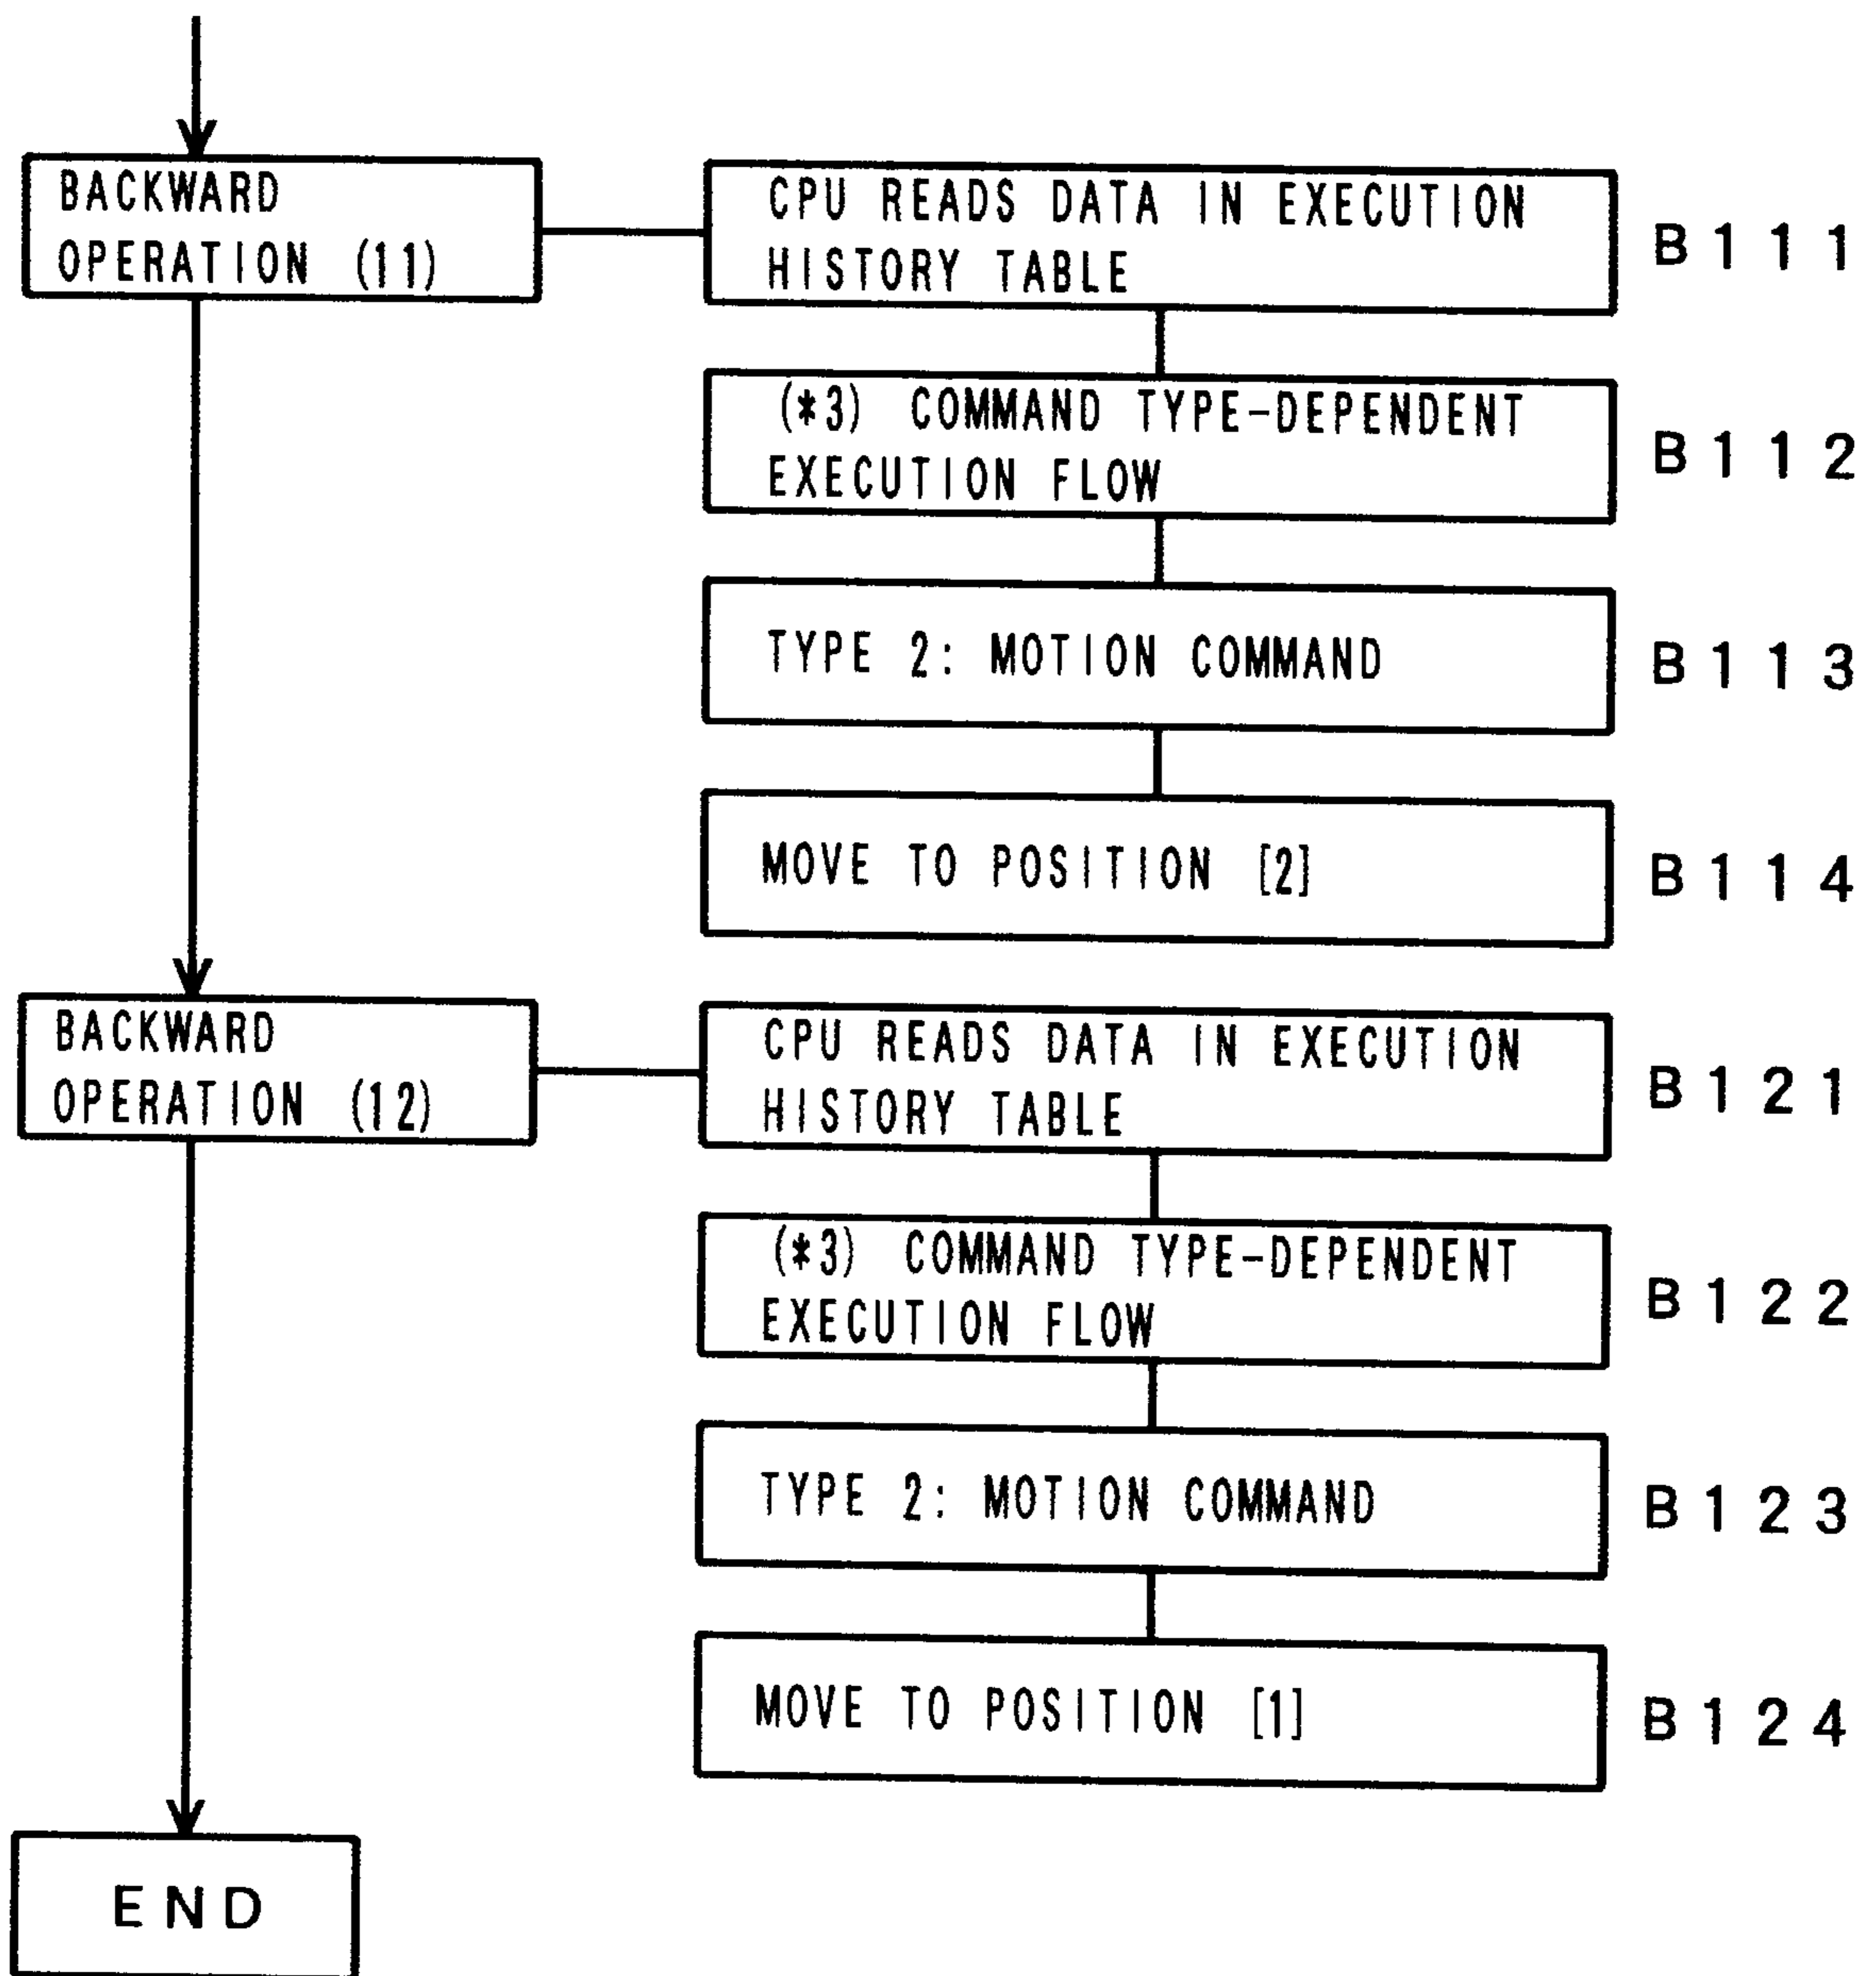 BACKWARD
OPERATION (11)
CPU READS DATA IN EXECUTION
HISTORY TABLE
B111
(*3) COMMAND TYPE-DEPENDENT
EXECUTION FLOW
B112
TYPE 2: MOTION COMMAND
B113
MOVE TO POSITION [2]
B114
BACKWARD
OPERATION (12)
CPU READS DATA IN EXECUTION
HISTORY TABLE
B121
(*3) COMMAND TYPE-DEPENDENT
EXECUTION FLOW
B122
TYPE 2: MOTION COMMAND
B123
MOVE TO POSITION [1]
B124
END